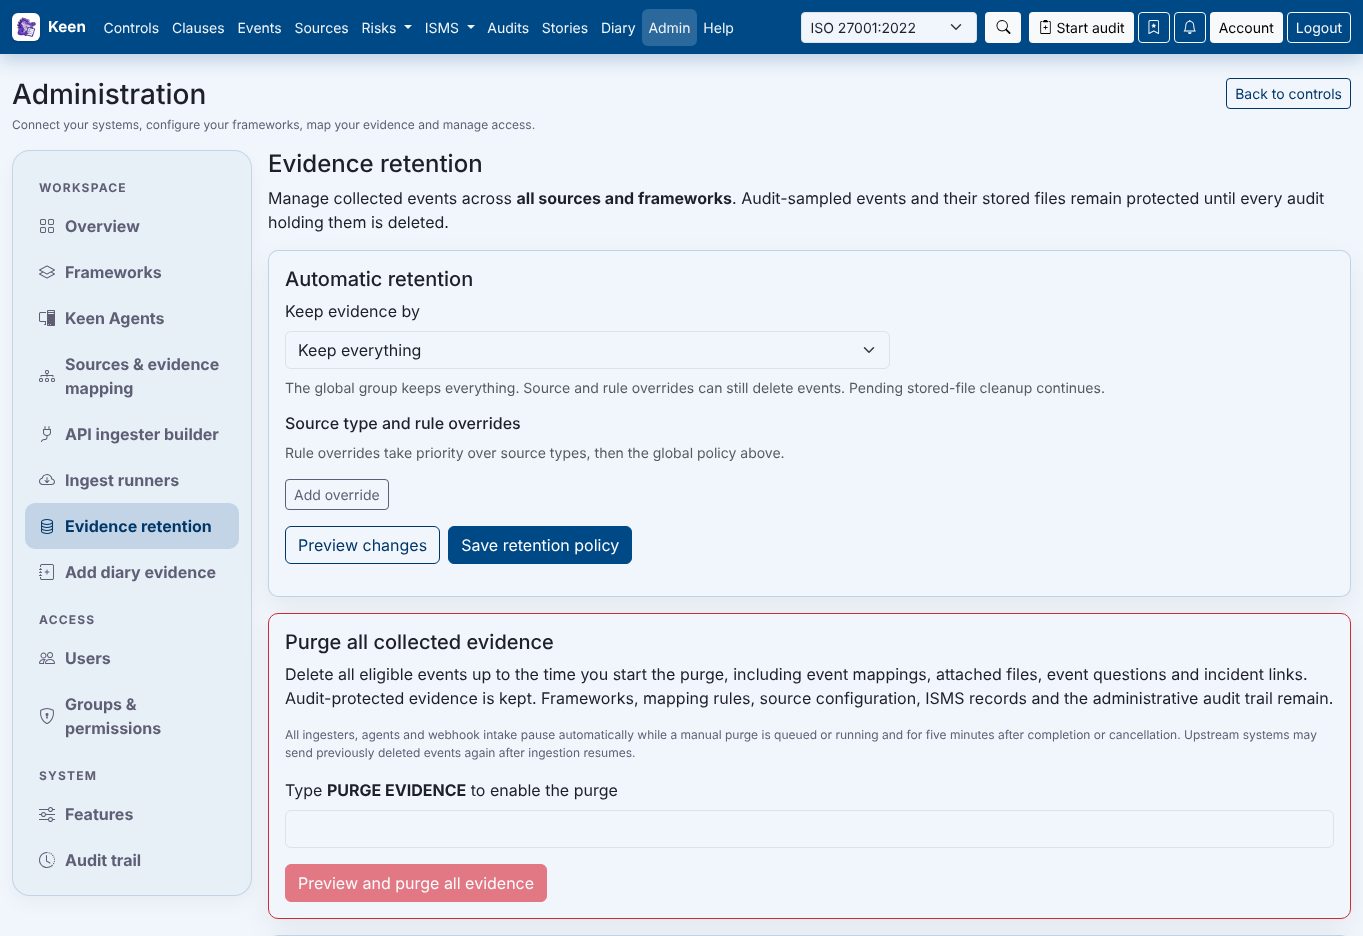 Keen
Controls
Clauses
Events
Sources
Risks
ISMS
Audits
Stories
Diary
Admin
Help
ISO 27001:2022
Start audit
Account
Logout
Administration
Back to controls
Connect your systems, configure your frameworks, map your evidence and manage access.
WORKSPACE
Overview
Frameworks
Keen Agents
Sources & evidence
mapping
API ingester builder
Ingest runners
Evidence retention
Add diary evidence
ACCESS
Users
Groups &
permissions
SYSTEM
Features
Audit trail
Evidence retention
Manage collected events across all sources and frameworks. Audit-sampled events and their stored files remain protected until every audit
holding them is deleted.
Automatic retention
Keep evidence by
Keep everything
The global group keeps everything. Source and rule overrides can still delete events. Pending stored-file cleanup continues.
Source type and rule overrides
Rule overrides take priority over source types, then the global policy above.
Add override
Preview changes
Save retention policy
Purge all collected evidence
Delete all eligible events up to the time you start the purge, including event mappings, attached files, event questions and incident links.
Audit-protected evidence is kept. Frameworks, mapping rules, source configuration, ISMS records and the administrative audit trail remain.
All ingesters, agents and webhook intake pause automatically while a manual purge is queued or running and for five minutes after completion or cancellation. Upstream systems may
send previously deleted events again after ingestion resumes.
Type PURGE EVIDENCE to enable the purge
Preview and purge all evidence